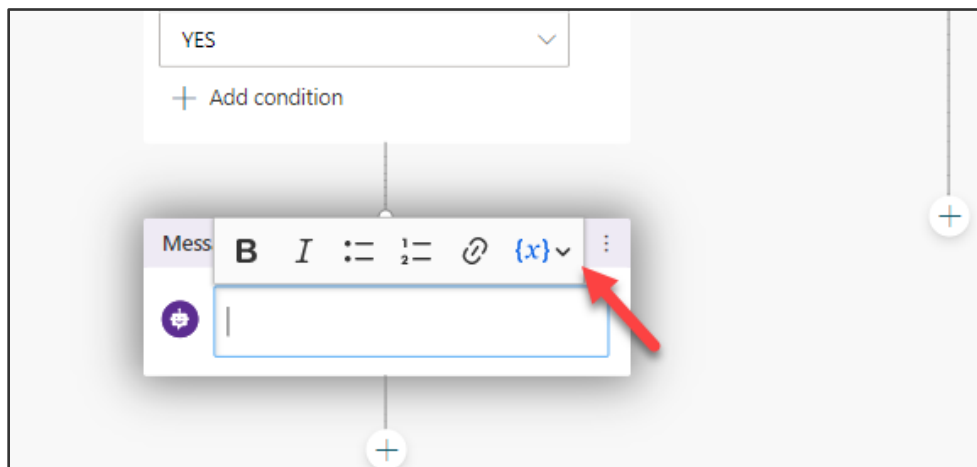 YES
Add condition
Mess
B I {x}